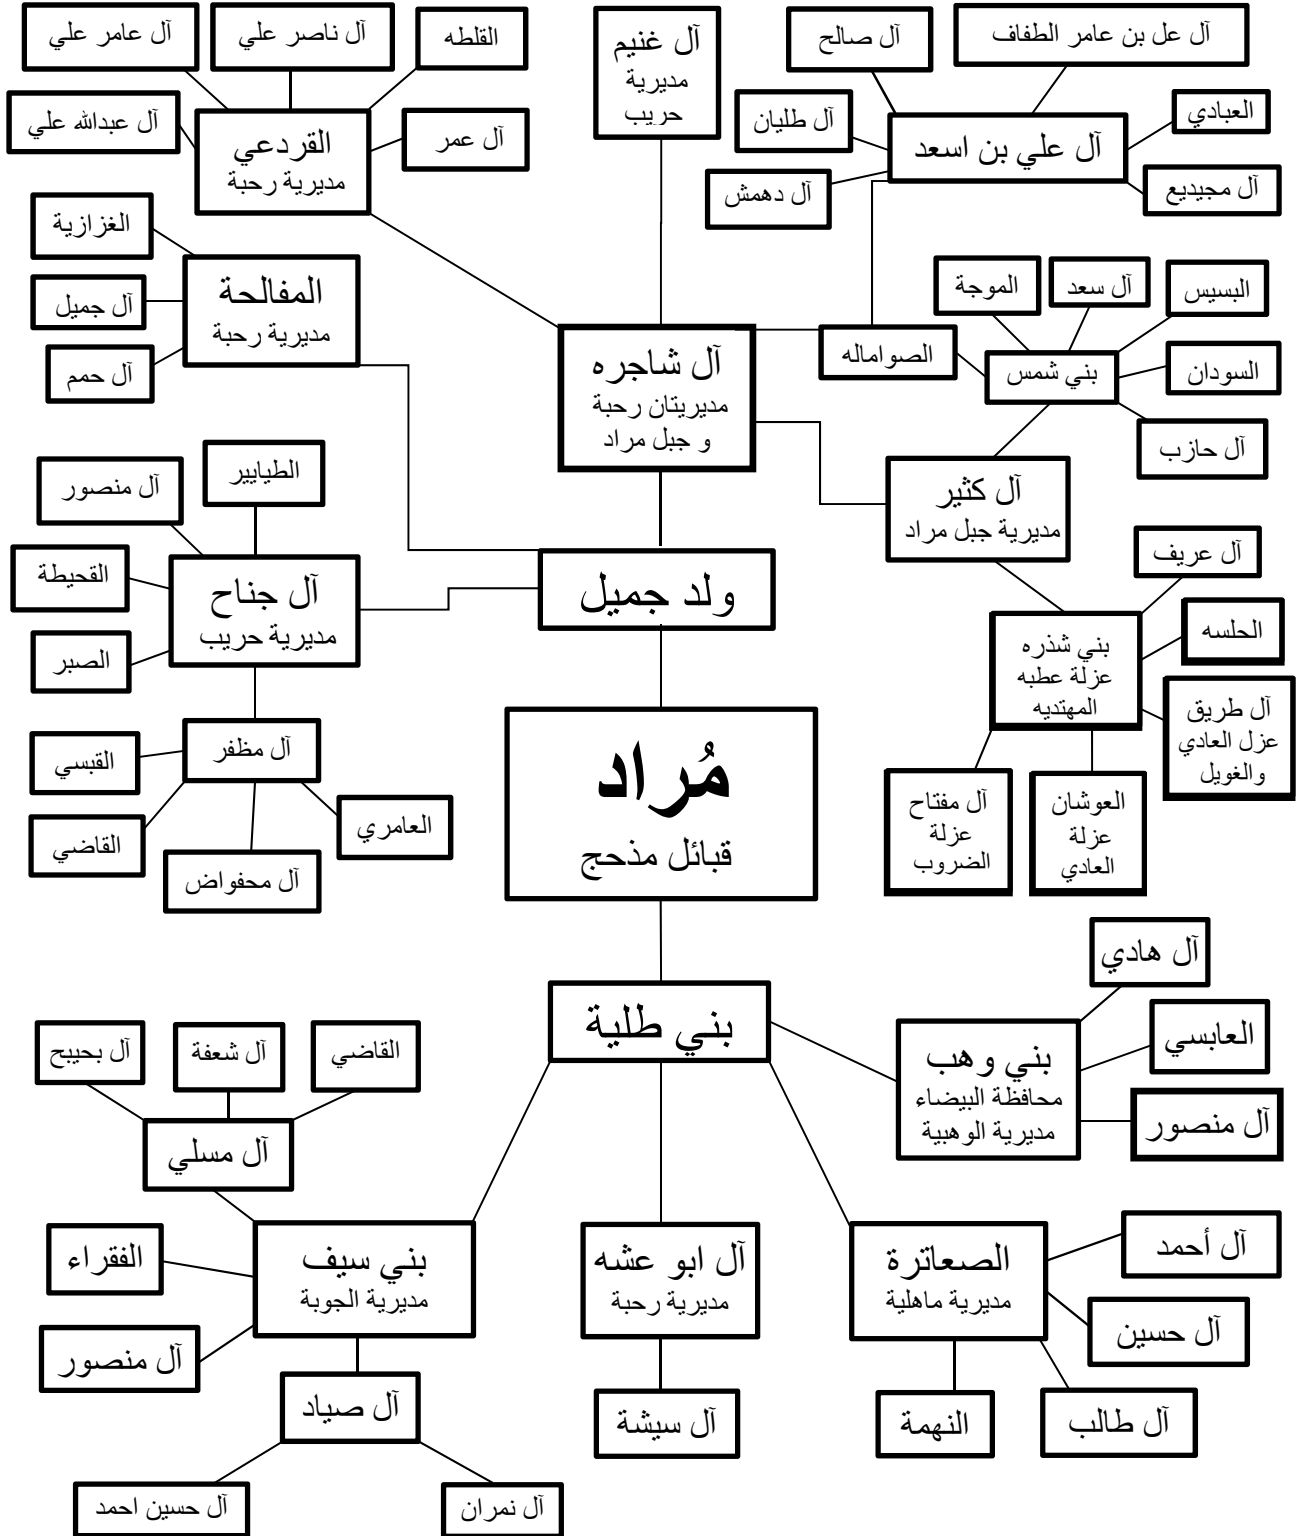 القلطه
آل ناصر علي
آل عامر علي
آل عبدالله علي
آل عمر
القردعي
مديرية رحبة
آل غنيم
مديرية
حريب
آل عل بن عامر الطفاف
آل صالح
آل طليان
العبادي
آل علي بن اسعد
آل مجيديع
آل دهمش
الغزازية
آل جميل
آل حمم
المفالحة
مديرية رحبة
البسيس
آل سعد
الموجة
السودان
بني شمس
الصواماله
آل حازب
آل شاجره
مديريتان رحبة
و جبل مراد
آل كثير
مديرية جبل مراد
الطيايير
آل منصور
القحيطة
الصبر
آل جناح
مديرية حريب
ولد جميل
آل عريف
الحلسه
بني شذره
عزلة عطبه
المهتديه
آل طريق
عزل العادي
والغويل
العوشان
عزلة
العادي
آل مفتاح
عزلة
الضروب
آل مظفر
القبسي
القاضي
آل محفواض
العامري
مُراد
قبائل مذحج
بني طلية
آل هادي
العابسي
آل منصور
بني وهب
محافظة البيضاء
مديرية الوهبية
القاضي
آل شعفة
آل بحيبح
آل مسلي
الفقراء
آل منصور
بني سيف
مديرية الجوبة
آل صياد
آل نمران
آل حسين احمد
آل ابو عشه
مديرية رحبة
آل سيشة
الصعاترة
مديرية ماهلية
آل أحمد
آل حسين
آل طالب
النهمة